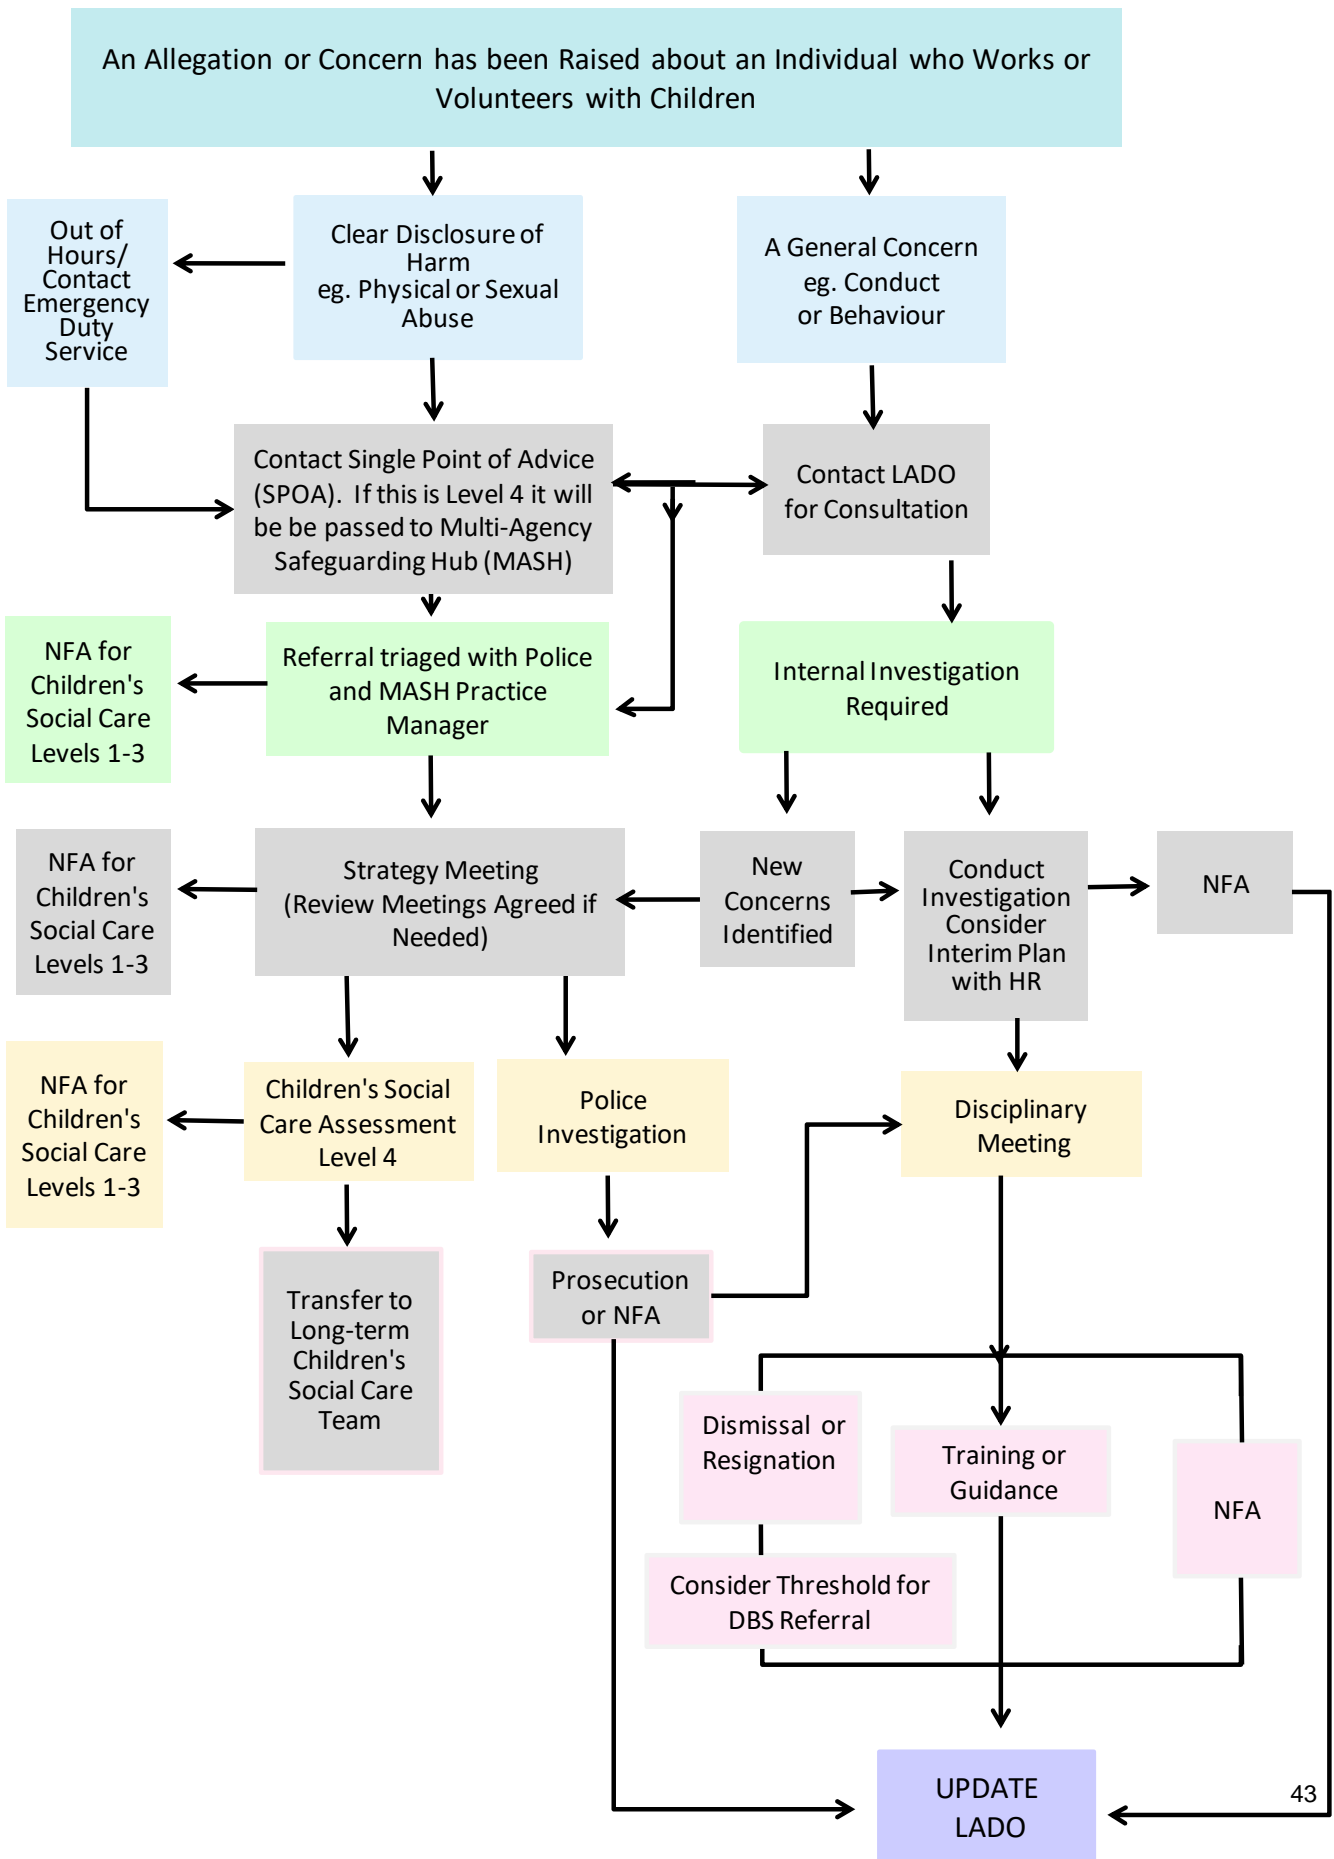 An Allegation or Concern has been Raised about an Individual who Works or
Volunteers with Children
Out of
Hours/
Contact
Emergency
Duty
Service
Clear Disclosure of
Harm
eg. Physical or Sexual
Abuse
A General Concern
eg. Conduct
or Behaviour
Contact Single Point of Advice
(SPOA). If this is Level 4 it will
be be passed to Multi-Agency
Safeguarding Hub (MASH)
Contact LADO
for Consultation
NFA for
Children's
Social Care
Levels 1-3
Referral triaged with Police
and MASH Practice
Manager
Internal Investigation
Required
NFA for
Children's
Social Care
Levels 1-3
Strategy Meeting
(Review Meetings Agreed if
Needed)
New
Concerns
Identified
Conduct
Investigation
Consider
Interim Plan
with HR
NFA
NFA for
Children's
Social Care
Levels 1-3
Children's Social
Care Assessment
Level 4
Police
Investigation
Disciplinary
Meeting
Transfer to
Long-term
Children's
Social Care
Team
Prosecution
or NFA
Dismissal or
Resignation
Training or
Guidance
NFA
Consider Threshold for
DBS Referral
UPDATE
LADO
43